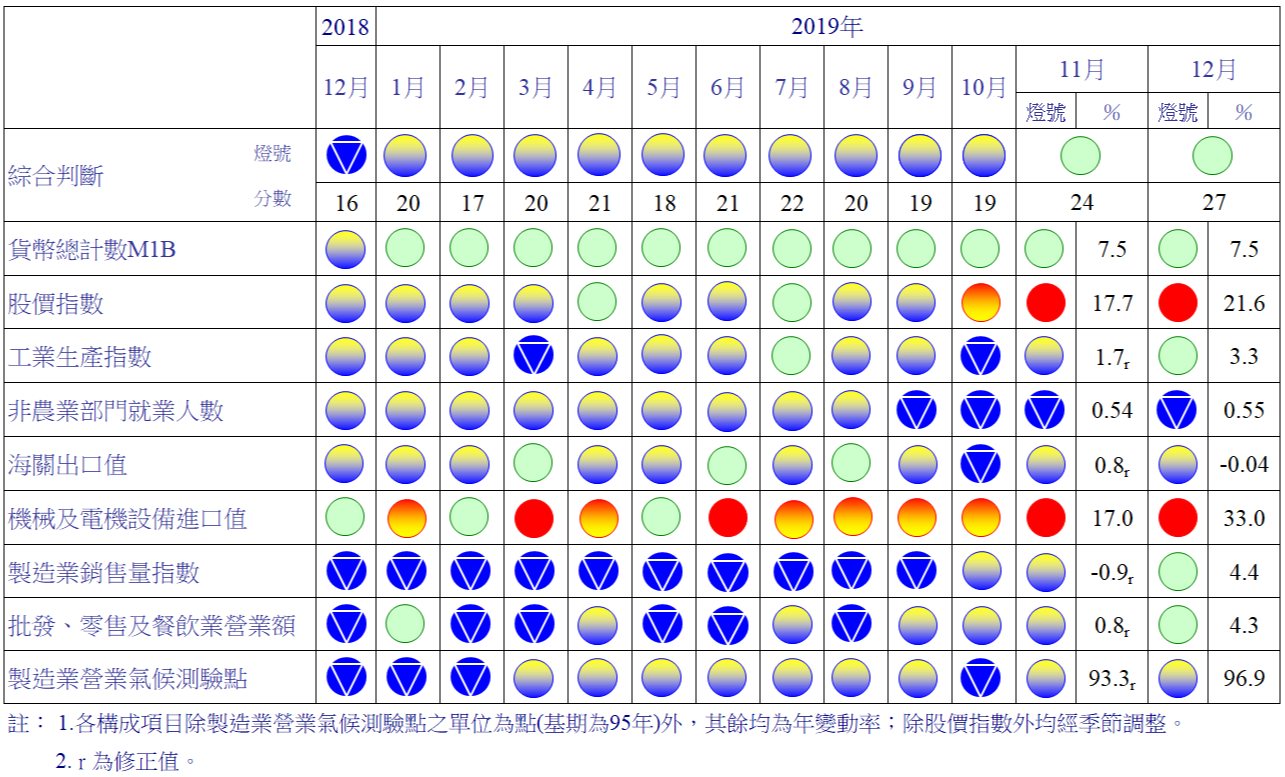 2018 2019年
12月 1月 2月 3月 4月 5月 6月 7月 8月 9月 10月 11月 12月
燈號 % 燈號 %
綜合判斷 燈號
分數 16 20 17 20 21 18 21 22 20 19 19 24 27
貨幣總計數M1B 7.5 7.5
股價指數 17.7 21.6
工業生產指數 1.7r 3.3
非農業部門就業人數 0.54 0.55
海關出口值 0.8r -0.04
機械及電機設備進口值 17.0 33.0
製造業銷售量指數 -0.9r 4.4
批發、零售及餐飲業營業額 0.8r 4.3
製造業營業氣候測驗點 93.3r 96.9
註： 1.各構成項目除製造業營業氣候測驗點之單位為點(基期為95年)外，其餘均為年變動率；除股價指數外均經季節調整。
2. r 為修正值。